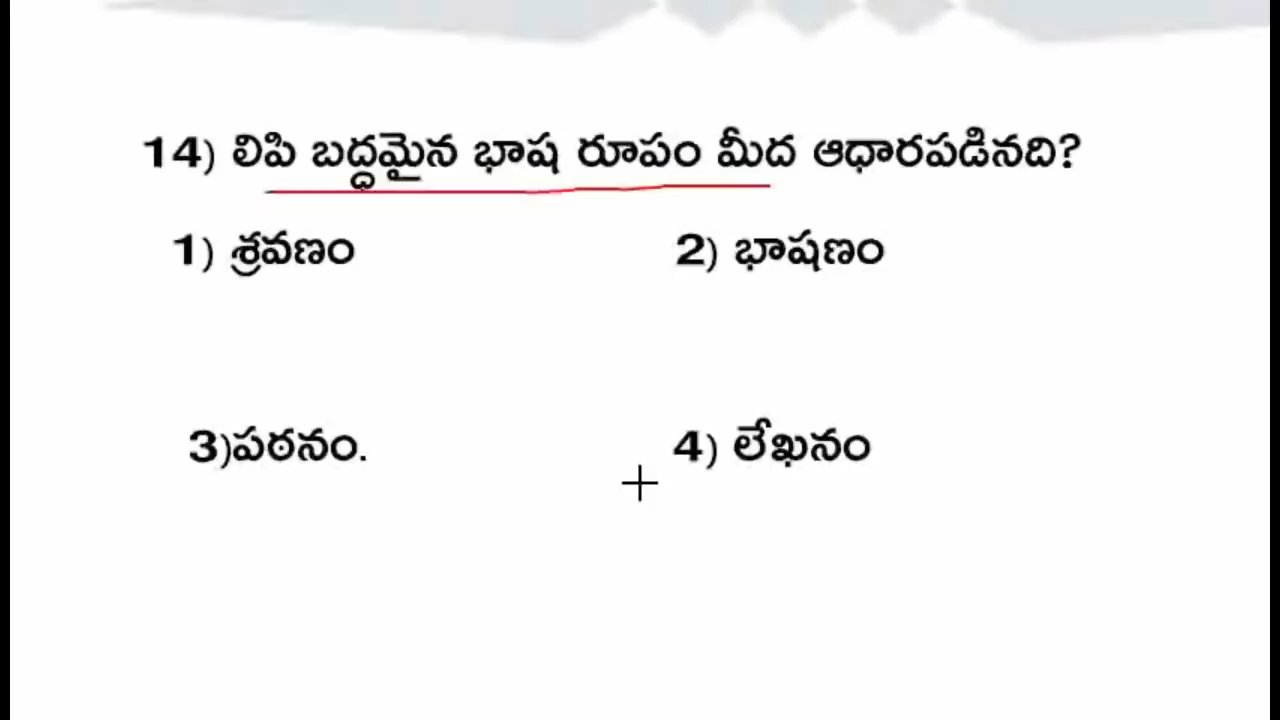 14) లిపి బద్ధమైన భాష రూపం మీద ఆధారపడినది?
1) శ్రవణం 2) భాషణం
3)పఠనం. 4) లేఖనం